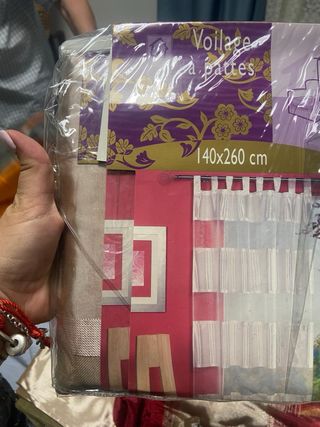 Voilage
à pattes
140x260 cm